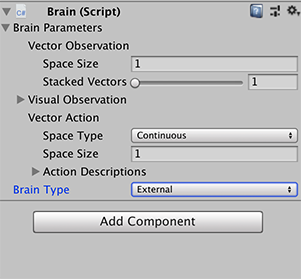 Brain (Script)
Brain Parameters
Vector Observation
Space Size 1
Stacked Vectors 1
Visual Observation
Vector Action
Space Type Continuous
Space Size 1
Action Descriptions
Brain Type External
Add Component